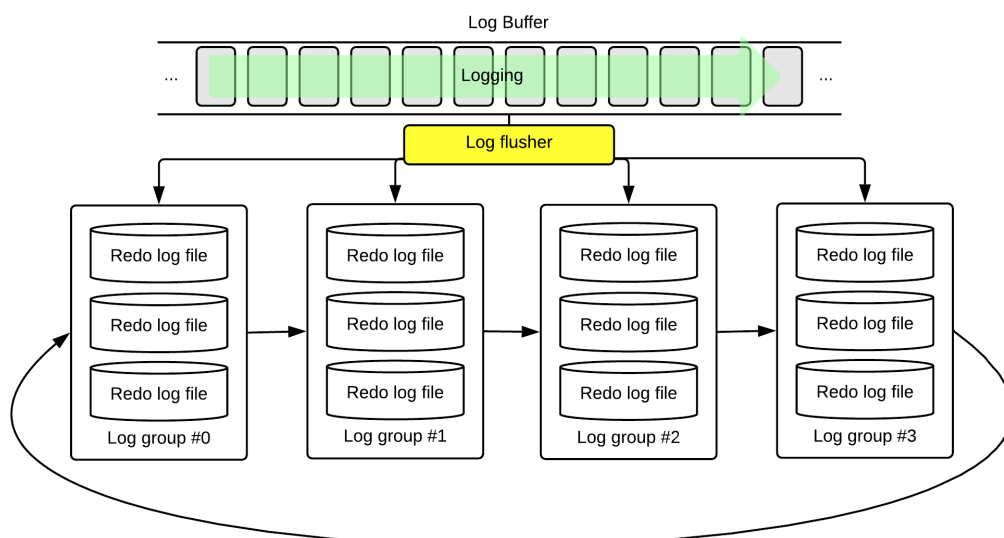 Log Buffer
... Logging ...
Log flusher
Redo log file
Redo log file
Redo log file
Log group #0
Redo log file
Redo log file
Redo log file
Log group #1
Redo log file
Redo log file
Redo log file
Log group #2
Redo log file
Redo log file
Redo log file
Log group #3